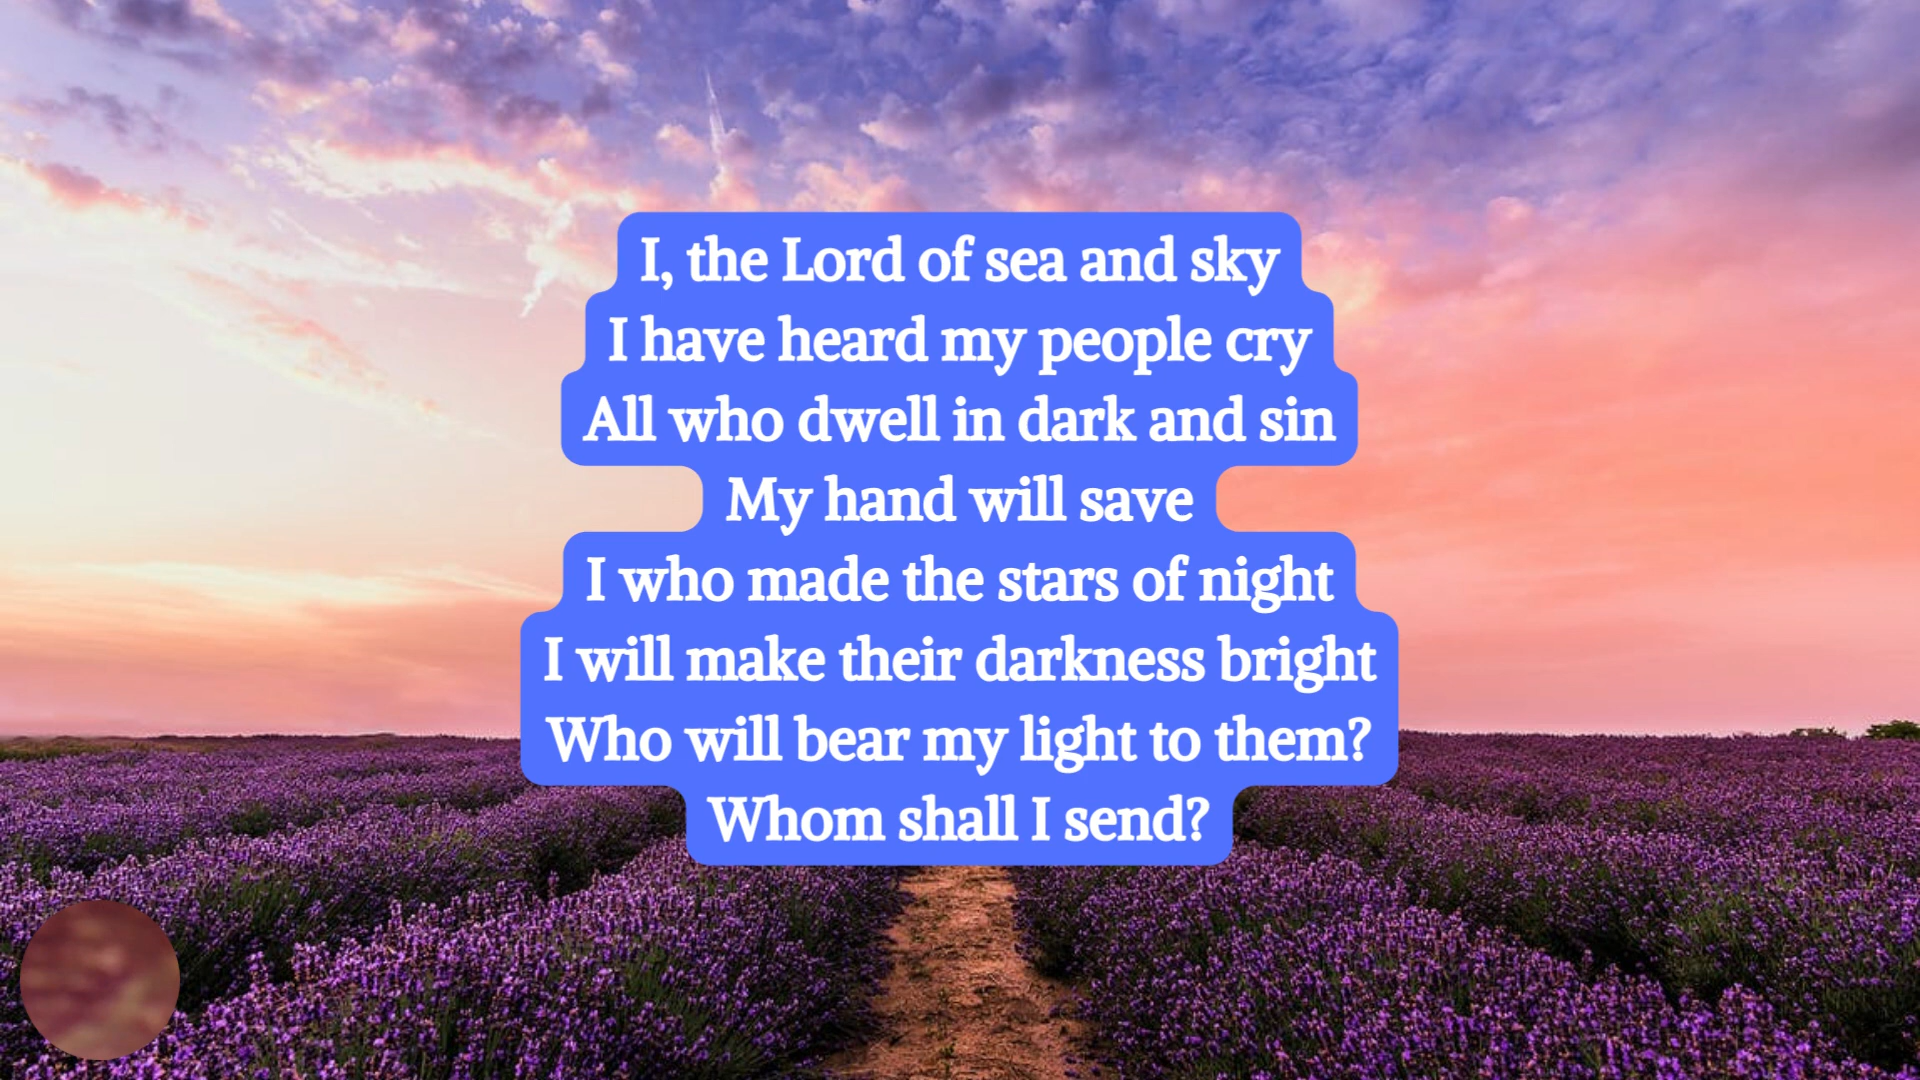 I, the Lord of sea and sky
I have heard my people cry
All who dwell in dark and sin
My hand will save
I who made the stars of night
I will make their darkness bright
Who will bear my light to them?
Whom shall I send?